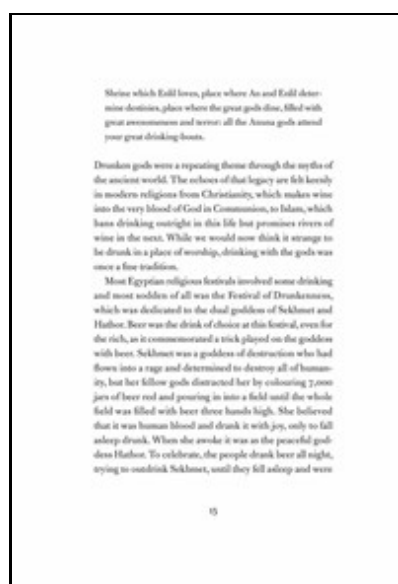 Shrine which Enlil loves, place where An and Enlil deter-
mine destinies, place where the great gods dine, filled with
great awesomeness and terror: all the Anuna gods attend
your great drinking-bouts.
Drunken gods were a repeating theme through the myths of
the ancient world. The echoes of that legacy are felt keenly
in modern religions from Christianity, which makes wine
into the very blood of God in Communion, to Islam, which
bans drinking outright in this life but promises rivers of
wine in the next. While we would now think it strange to
be drunk in a place of worship, drinking with the gods was
once a fine tradition.
Most Egyptian religious festivals involved some drinking
and most sodden of all was the Festival of Drunkenness,
which was dedicated to the dual goddess of Sekhmet and
Hathor. Beer was the drink of choice at this festival, even for
the rich, as it commemorated a trick played on the goddess
with beer. Sekhmet was a goddess of destruction who had
flown into a rage and determined to destroy all of human-
ity, but her fellow gods distracted her by colouring 7,000
jars of beer red and pouring in into a field until the whole
field was filled with beer three hands high. She believed
that it was human blood and drunk it with joy, only to fall
asleep drunk. When she awoke it was as the peaceful god-
dess Hathor. To celebrate, the people drank beer all night,
trying to outdrink Sekhmet, until they fell asleep and were
15